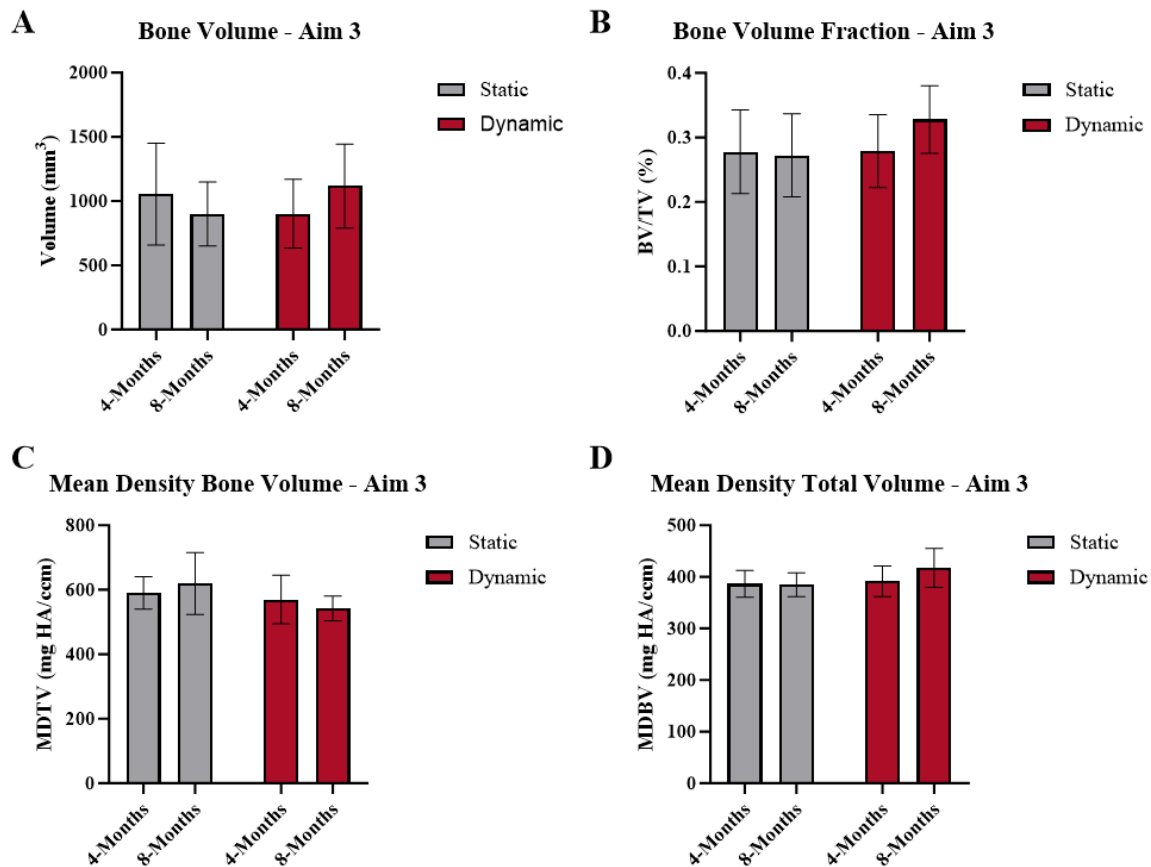 A
Bone Volume - Aim 3
2000
1500
1000
500
0
Volume (mm³)
4-Months
8-Months
4-Months
8-Months
Static
Dynamic
B
Bone Volume Fraction - Aim 3
0.4
0.3
0.2
0.1
0.0
BV/TV (%)
4-Months
8-Months
4-Months
8-Months
Static
Dynamic
C
Mean Density Bone Volume - Aim 3
800
600
400
200
0
MDTV (mg HA/ccm)
4-Months
8-Months
4-Months
8-Months
Static
Dynamic
D
Mean Density Total Volume - Aim 3
500
400
300
200
100
0
MDBV (mg HA/ccm)
4-Months
8-Months
4-Months
8-Months
Static
Dynamic